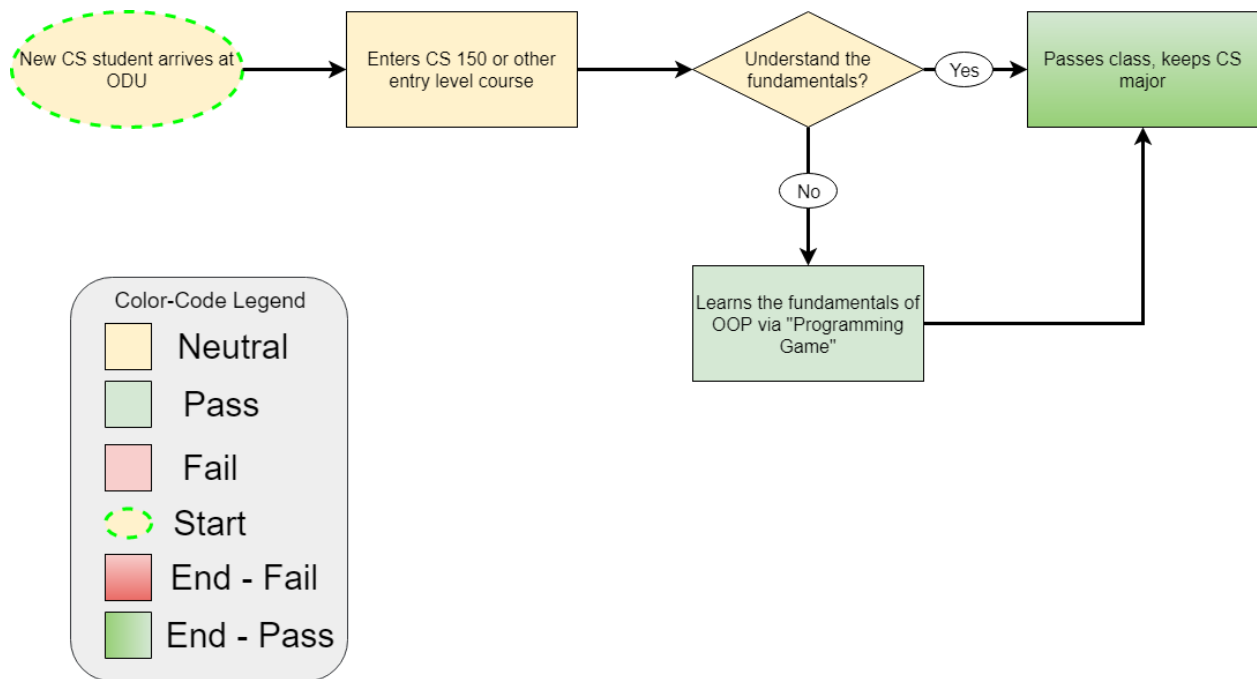 New CS student arrives at
ODU
Enters CS 150 or other
entry level course
Understand the
fundamentals?
Yes
Passes class, keeps CS
major
No
Learns the fundamentals of
OOP via "Programming
Game"
Color-Code Legend
Neutral
Pass
Fail
Start
End - Fail
End - Pass